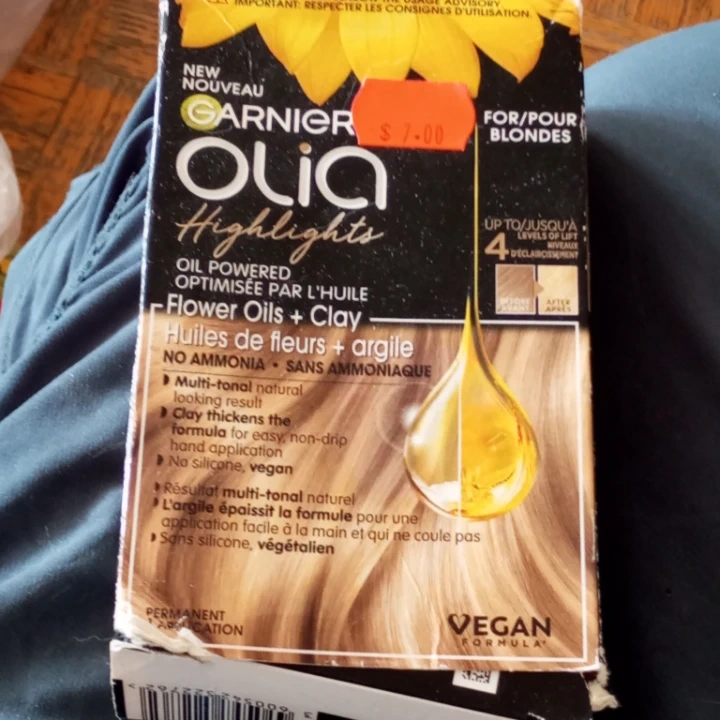 IMPORTANT: RESPECTER LES CONSIGNES D'UTILISATION.
NEW
NOUVEAU
GARNIER
$ 7.00
FOR/POUR
BLONDES
OLIA
Highlights
UP TO/JUSQU'À
4 LEVELS OF LIFT
NIVEAUX
D'ÉCLAIRCISSEMENT
OIL POWERED
OPTIMISÉE PAR L'HUILE
BEFORE
AVANT
AFTER
APRÈS
Flower Oils + Clay
Huiles de fleurs + argile
NO AMMONIA • SANS AMMONIAQUE
Multi-tonal natural
looking result
Clay thickens the
formula for easy, non-drip
hand application
No silicone, vegan
Résultat multi-tonal naturel
L'argile épaissit la formule pour une
application facile à la main et qui ne coule pas
Sans silicone, végétalien
PERMANENT
1 APPLICATION
VEGAN
FORMULA*